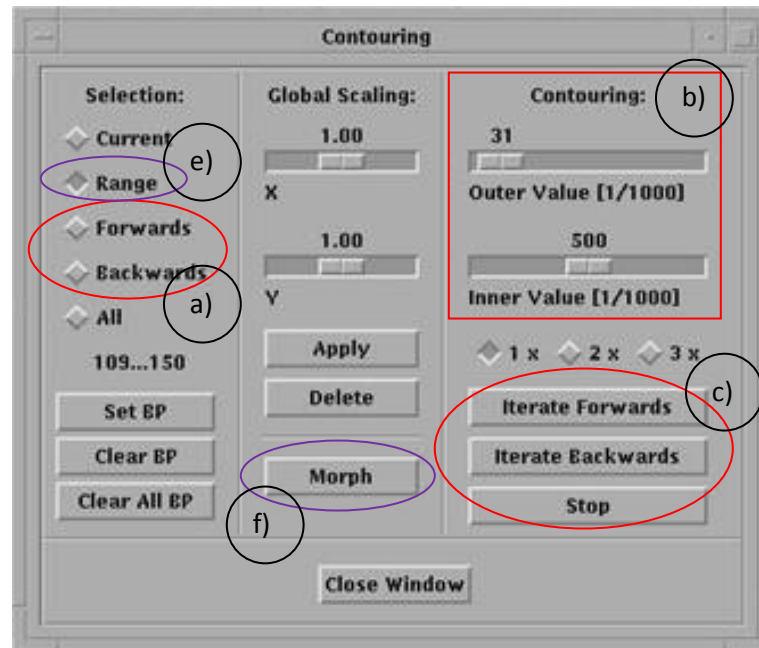 Contouring
Selection:
Current
Range
Forwards
Backwards
All
109...150
Set BP
Clear BP
Clear All BP
e)
a)
Global Scaling:
1.00
X
1.00
Y
Apply
Delete
Morph
f)
Contouring:
b)
31
Outer Value [1/1000]
500
Inner Value [1/1000]
1 x 2 x 3 x
c)
Iterate Forwards
Iterate Backwards
Stop
Close Window